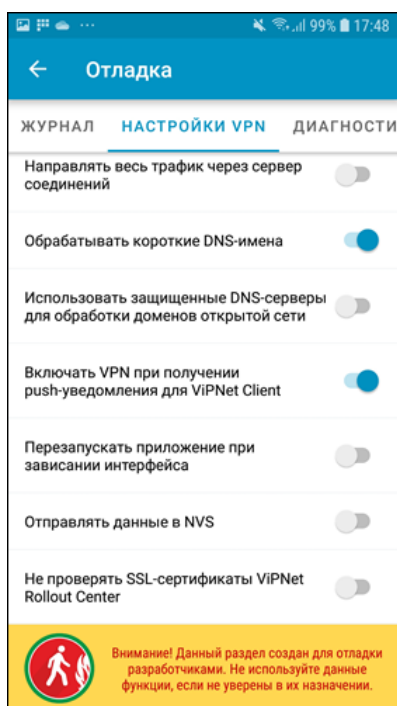 99% 17:48
Отладка
ЖУРНАЛ НАСТРОЙКИ VPN ДИАГНОСТИ
Направлять весь трафик через сервер
соединений
Обрабатывать короткие DNS-имена
Использовать защищенные DNS-серверы
для обработки доменов открытой сети
Включать VPN при получении
push-уведомления для ViPNet Client
Перезапускать приложение при
зависании интерфейса
Отправлять данные в NVS
Не проверять SSL-сертификаты ViPNet
Rollout Center
Внимание! Данный раздел создан для отладки
разработчиками. Не используйте данные
функции, если не уверены в их назначении.